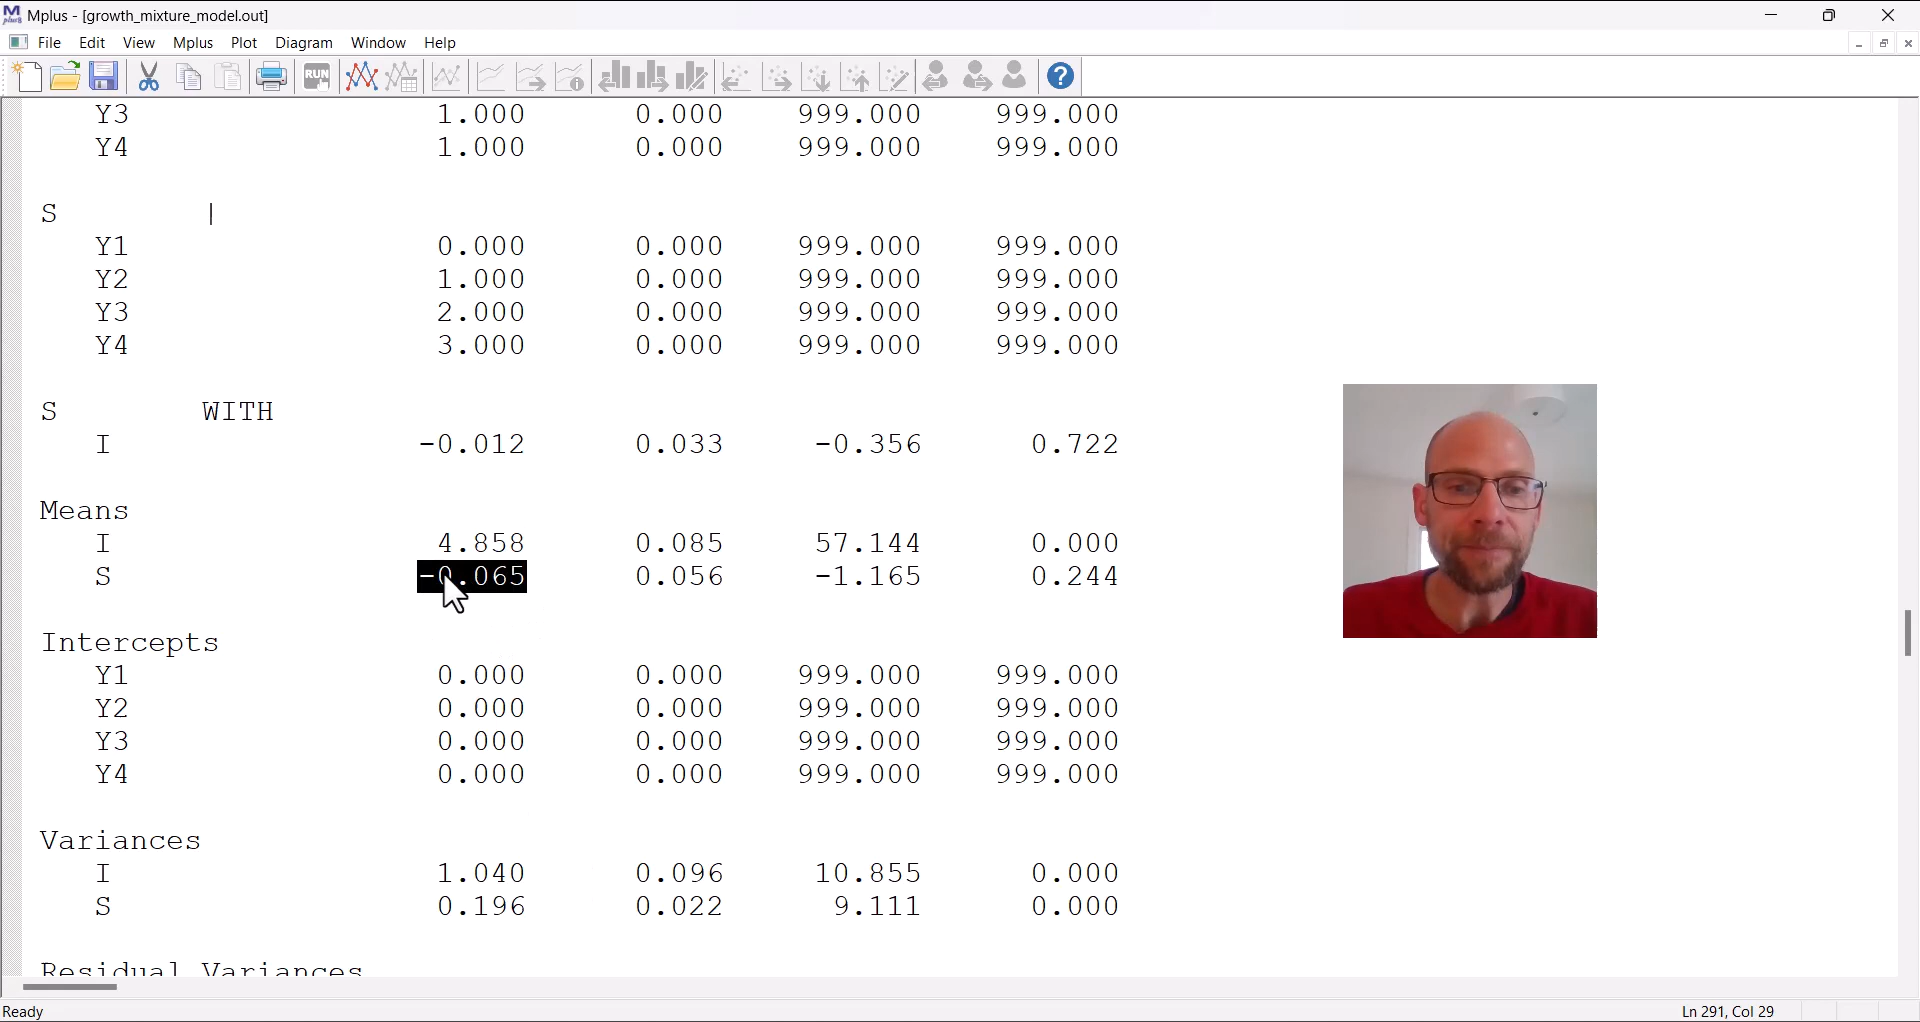 Mplus - [growth_mixture_model.out]
File Edit View Mplus Plot Diagram Window Help
RUN
Y3 1.000 0.000 999.000 999.000
Y4 1.000 0.000 999.000 999.000
S
Y1 0.000 0.000 999.000 999.000
Y2 1.000 0.000 999.000 999.000
Y3 2.000 0.000 999.000 999.000
Y4 3.000 0.000 999.000 999.000
S WITH
I -0.012 0.033 -0.356 0.722
Means
I 4.858 0.085 57.144 0.000
S -0.065 0.056 -1.165 0.244
Intercepts
Y1 0.000 0.000 999.000 999.000
Y2 0.000 0.000 999.000 999.000
Y3 0.000 0.000 999.000 999.000
Y4 0.000 0.000 999.000 999.000
Variances
I 1.040 0.096 10.855 0.000
S 0.196 0.022 9.111 0.000
Residual Variances
Ready Ln 291, Col 29